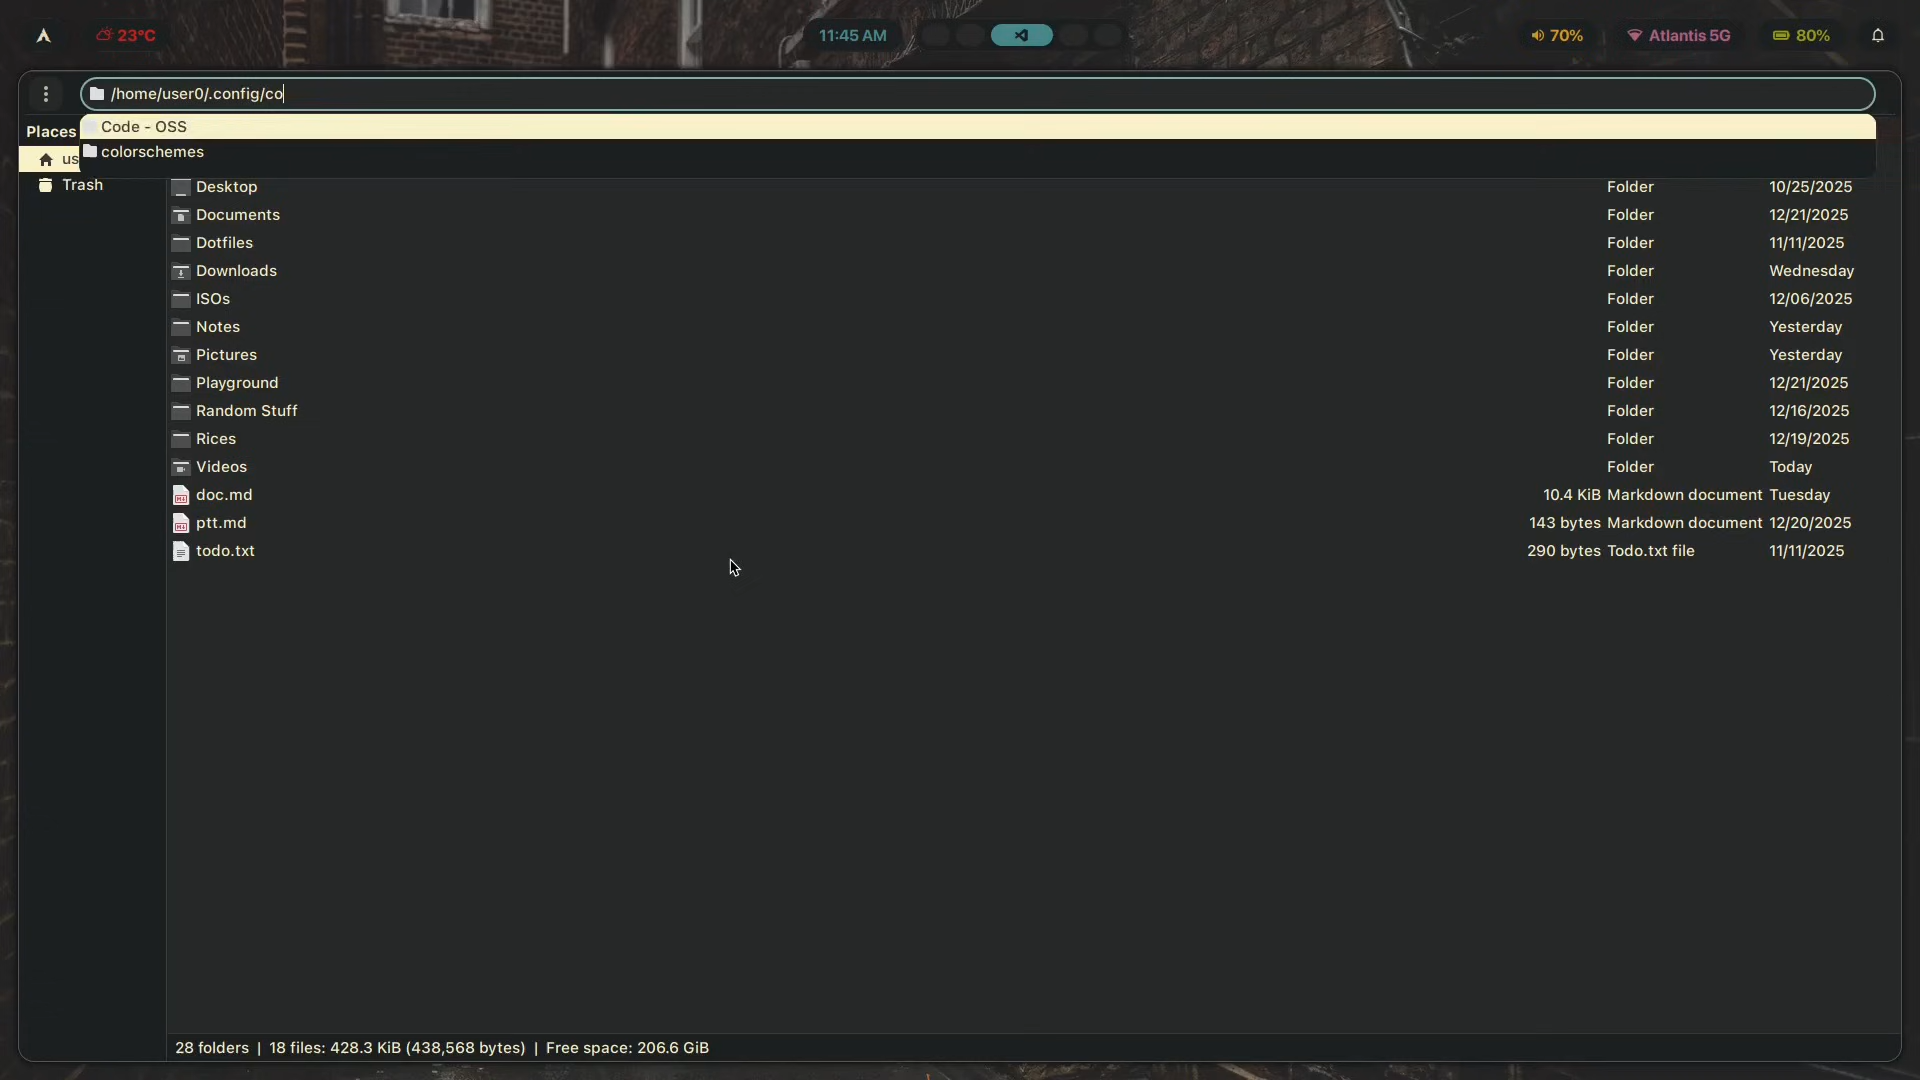 23°C
11:45 AM
70%
Atlantis 5G
80%
/home/user0/.config/co
Code - OSS
colorschemes
Places
us
Trash
Desktop Folder 10/25/2025
Documents Folder 12/21/2025
Dotfiles Folder 11/11/2025
Downloads Folder Wednesday
ISOs Folder 12/06/2025
Notes Folder Yesterday
Pictures Folder Yesterday
Playground Folder 12/21/2025
Random Stuff Folder 12/16/2025
Rices Folder 12/19/2025
Videos Folder Today
doc.md 10.4 KiB Markdown document Tuesday
ptt.md 143 bytes Markdown document 12/20/2025
todo.txt 290 bytes Todo.txt file 11/11/2025
28 folders | 18 files: 428.3 KiB (438,568 bytes) | Free space: 206.6 GiB